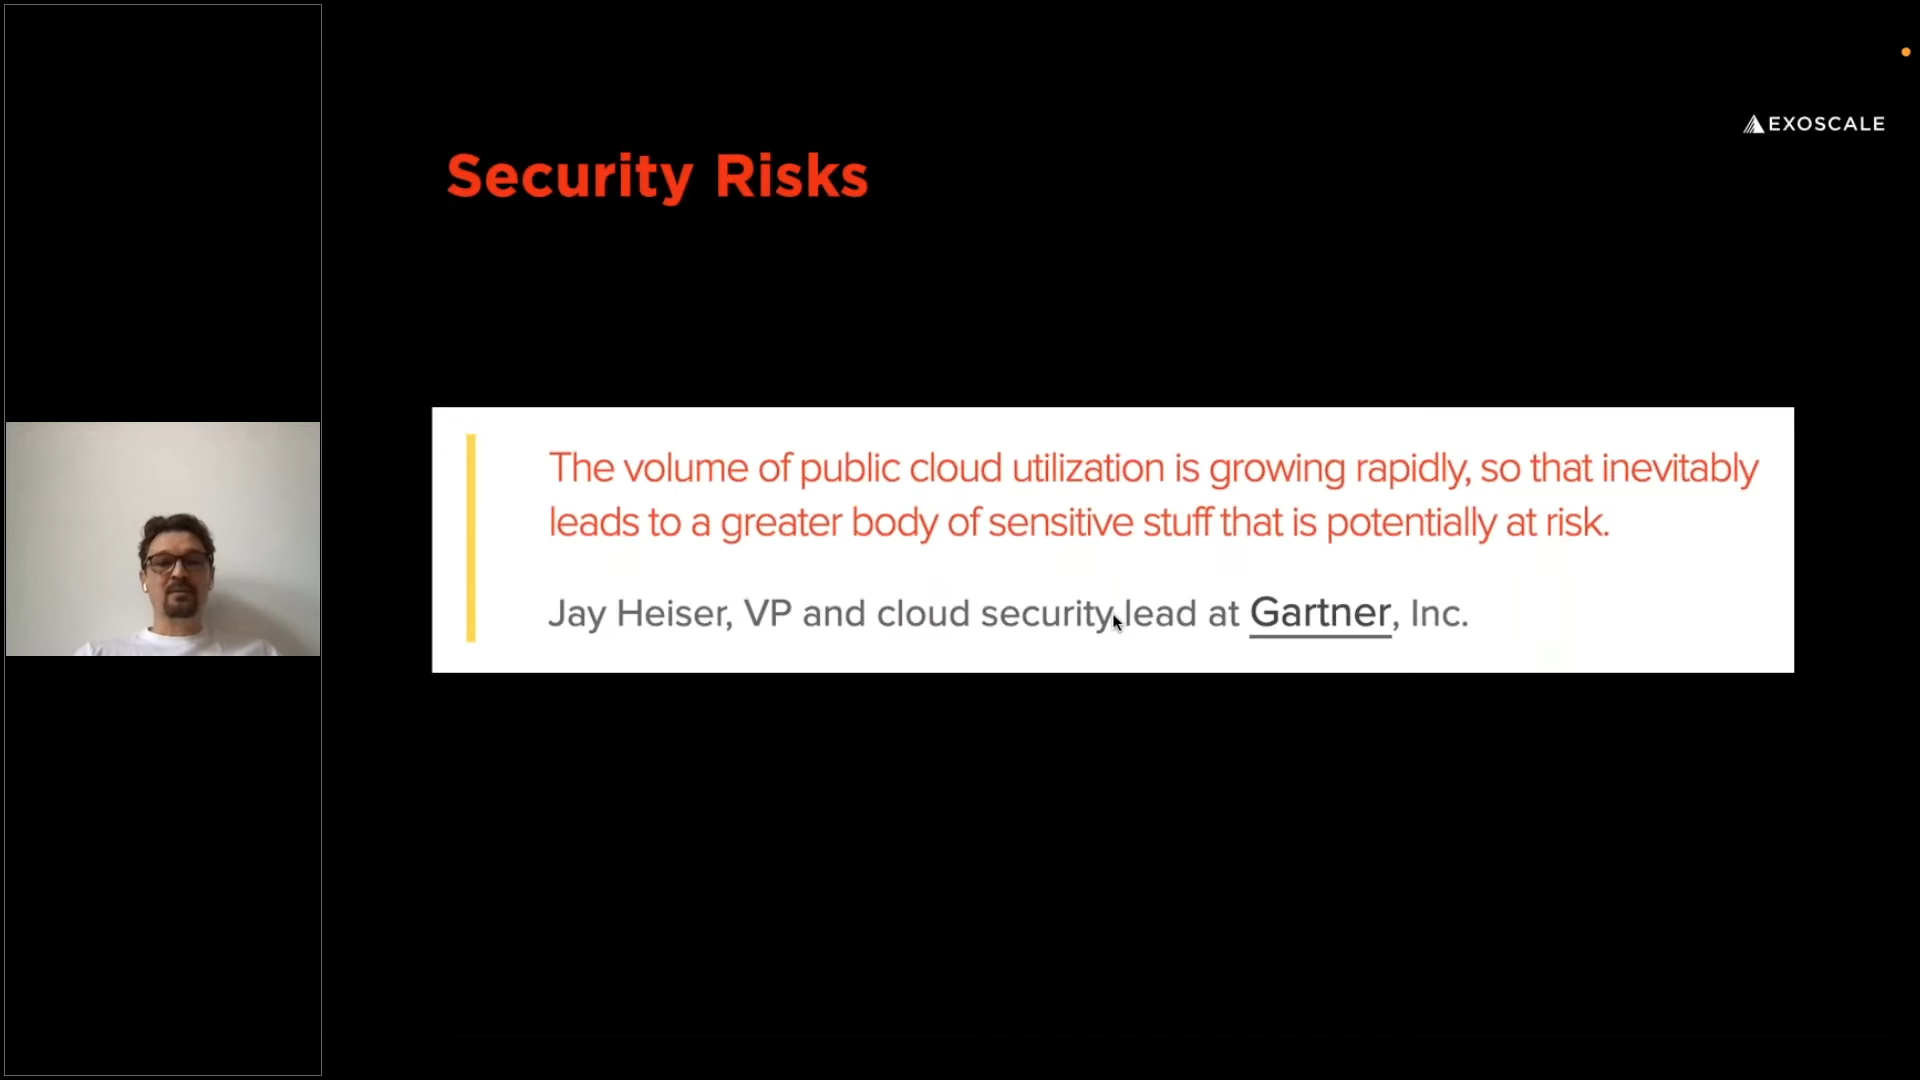 EXOSCALE
Security Risks
The volume of public cloud utilization is growing rapidly, so that inevitably
leads to a greater body of sensitive stuff that is potentially at risk.
Jay Heiser, VP and cloud security lead at Gartner, Inc.